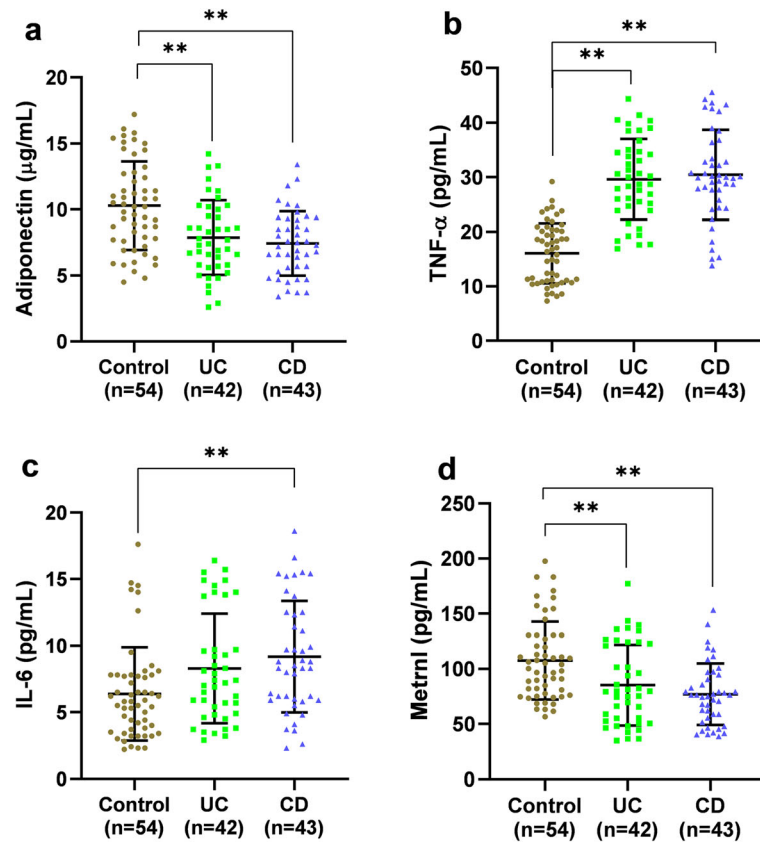 a
**
**
Adiponectin (µg/mL)
20
15
10
5
0
Control
(n=54)
UC
(n=42)
CD
(n=43)
b
**
**
TNF-α (pg/mL)
50
40
30
20
10
0
Control
(n=54)
UC
(n=42)
CD
(n=43)
c
**
IL-6 (pg/mL)
20
15
10
5
0
Control
(n=54)
UC
(n=42)
CD
(n=43)
d
**
**
Metrnl (pg/mL)
250
200
150
100
50
0
Control
(n=54)
UC
(n=42)
CD
(n=43)